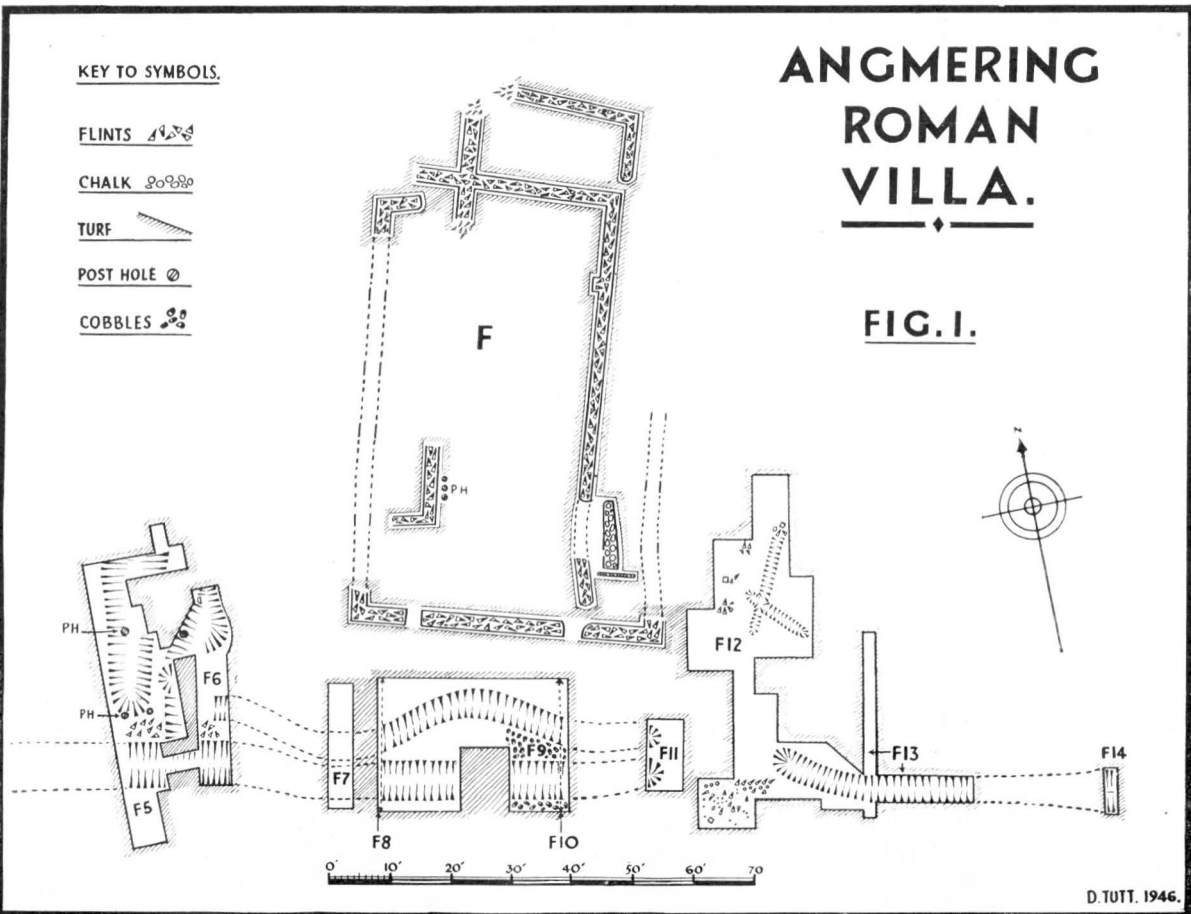 KEY TO SYMBOLS.
FLINTS
CHALK
TURF
POST HOLE
COBBLES
ANGMERING
ROMAN
VILLA.
FIG. I.
F
PH
N
PH
PH
F6
F12
F5
F7
F9
F11
F13
F14
F8
F10
0' 10' 20' 30' 40' 50' 60' 70
D. TUTT. 1946.